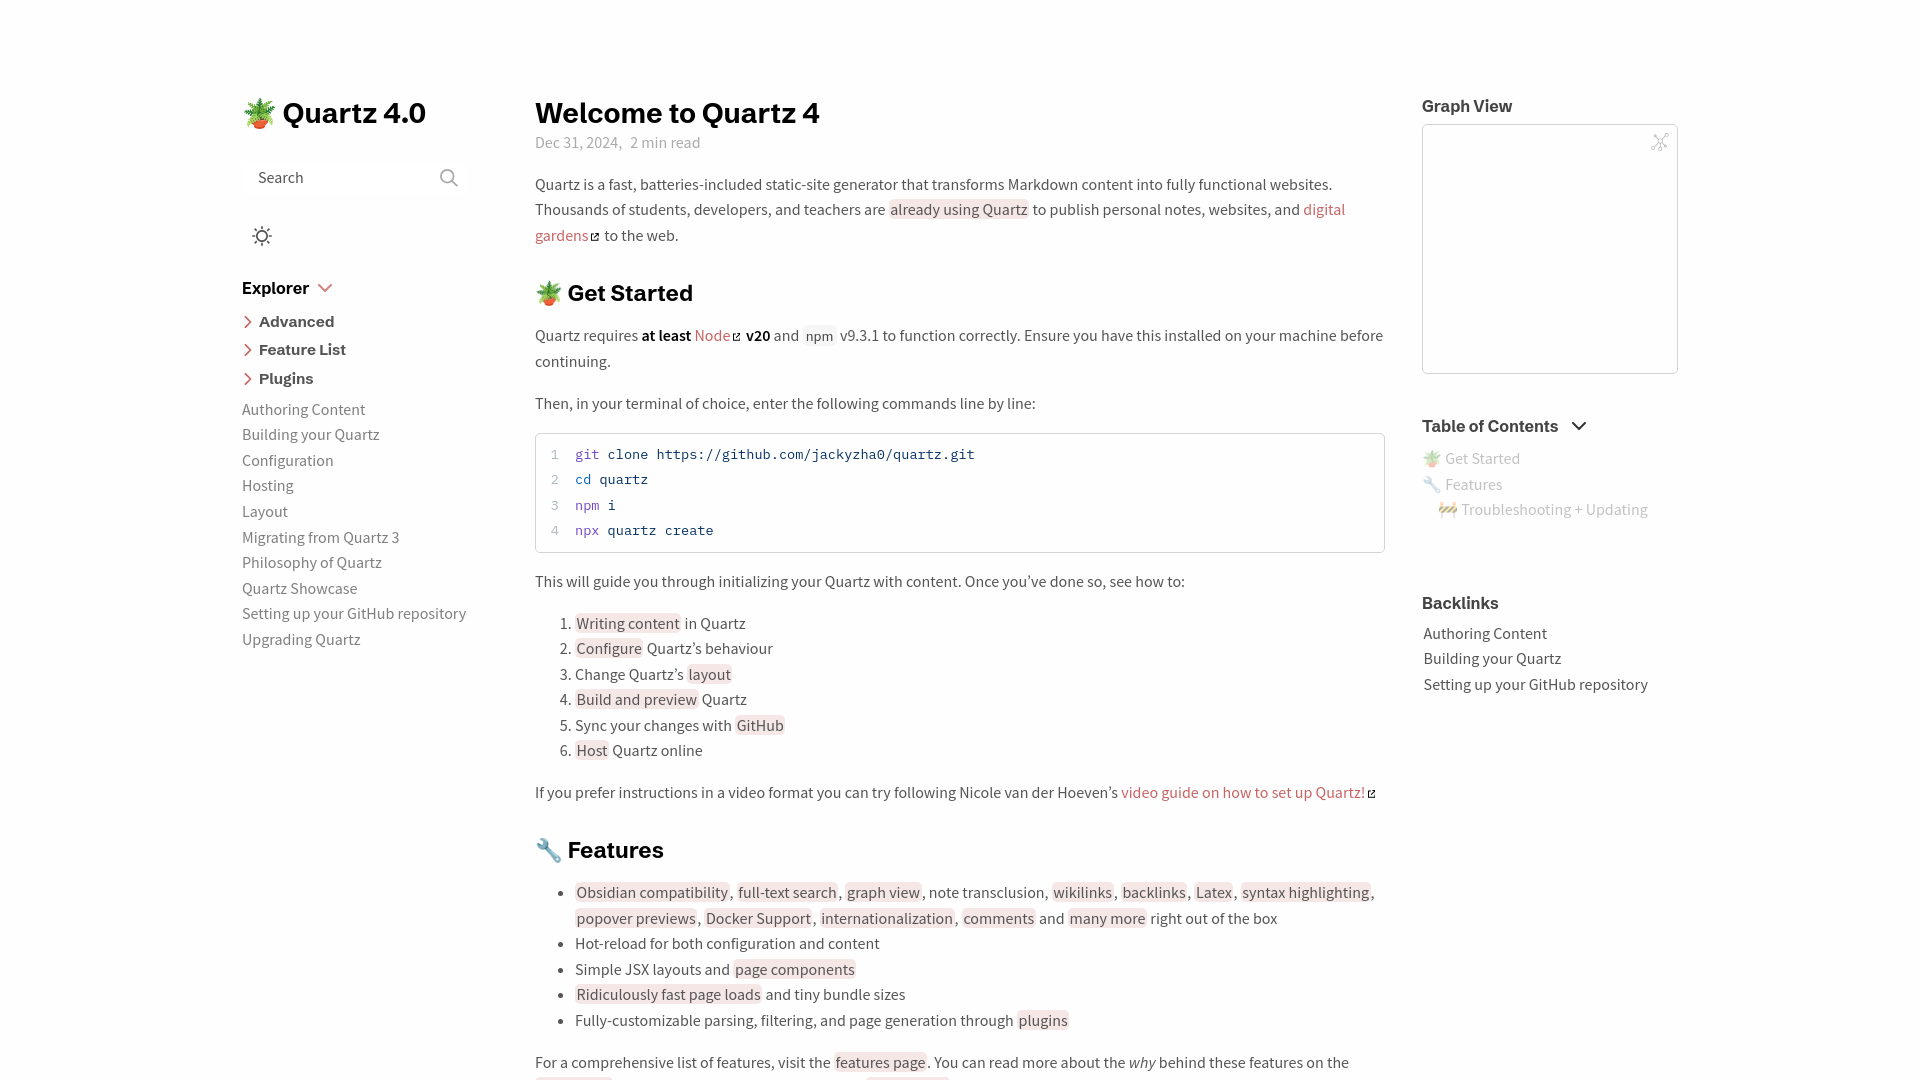 🪴 Quartz 4.0
Search
Explorer
Advanced
Feature List
Plugins
Authoring Content
Building your Quartz
Configuration
Hosting
Layout
Migrating from Quartz 3
Philosophy of Quartz
Quartz Showcase
Setting up your GitHub repository
Upgrading Quartz
Welcome to Quartz 4
Dec 31, 2024, 2 min read
Quartz is a fast, batteries-included static-site generator that transforms Markdown content into fully functional websites.
Thousands of students, developers, and teachers are already using Quartz to publish personal notes, websites, and digital
gardens to the web.
🪴 Get Started
Quartz requires at least Node v20 and npm v9.3.1 to function correctly. Ensure you have this installed on your machine before
continuing.
Then, in your terminal of choice, enter the following commands line by line:
1 git clone https://github.com/jackyzha0/quartz.git
2 cd quartz
3 npm i
4 npx quartz create
This will guide you through initializing your Quartz with content. Once you’ve done so, see how to:
1. Writing content in Quartz
2. Configure Quartz’s behaviour
3. Change Quartz’s layout
4. Build and preview Quartz
5. Sync your changes with GitHub
6. Host Quartz online
If you prefer instructions in a video format you can try following Nicole van der Hoeven’s video guide on how to set up Quartz!
🔧 Features
• Obsidian compatibility, full-text search, graph view, note transclusion, wikilinks, backlinks, Latex, syntax highlighting,
popover previews, Docker Support, internationalization, comments and many more right out of the box
• Hot-reload for both configuration and content
• Simple JSX layouts and page components
• Ridiculously fast page loads and tiny bundle sizes
• Fully-customizable parsing, filtering, and page generation through plugins
For a comprehensive list of features, visit the features page. You can read more about the why behind these features on the
Graph View
Table of Contents
🪴 Get Started
🔧 Features
🚧 Troubleshooting + Updating
Backlinks
Authoring Content
Building your Quartz
Setting up your GitHub repository